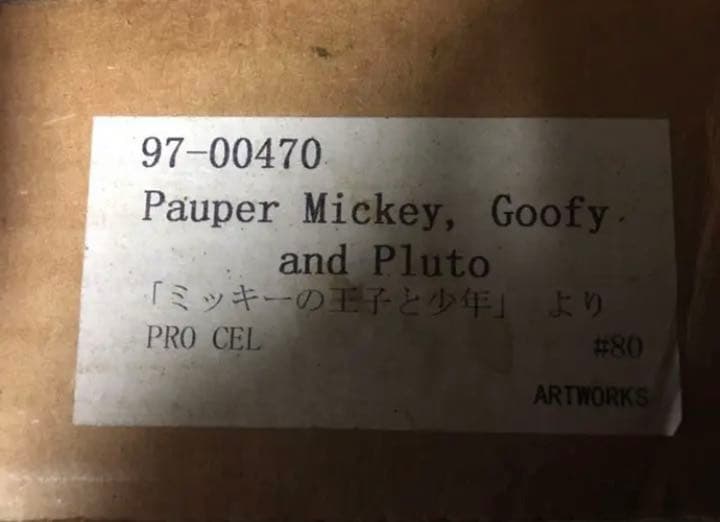 97-00470
Pauper Mickey, Goofy
and Pluto
「ミッキーの王子と少年」 より
PRO CEL #80
ARTWORKS